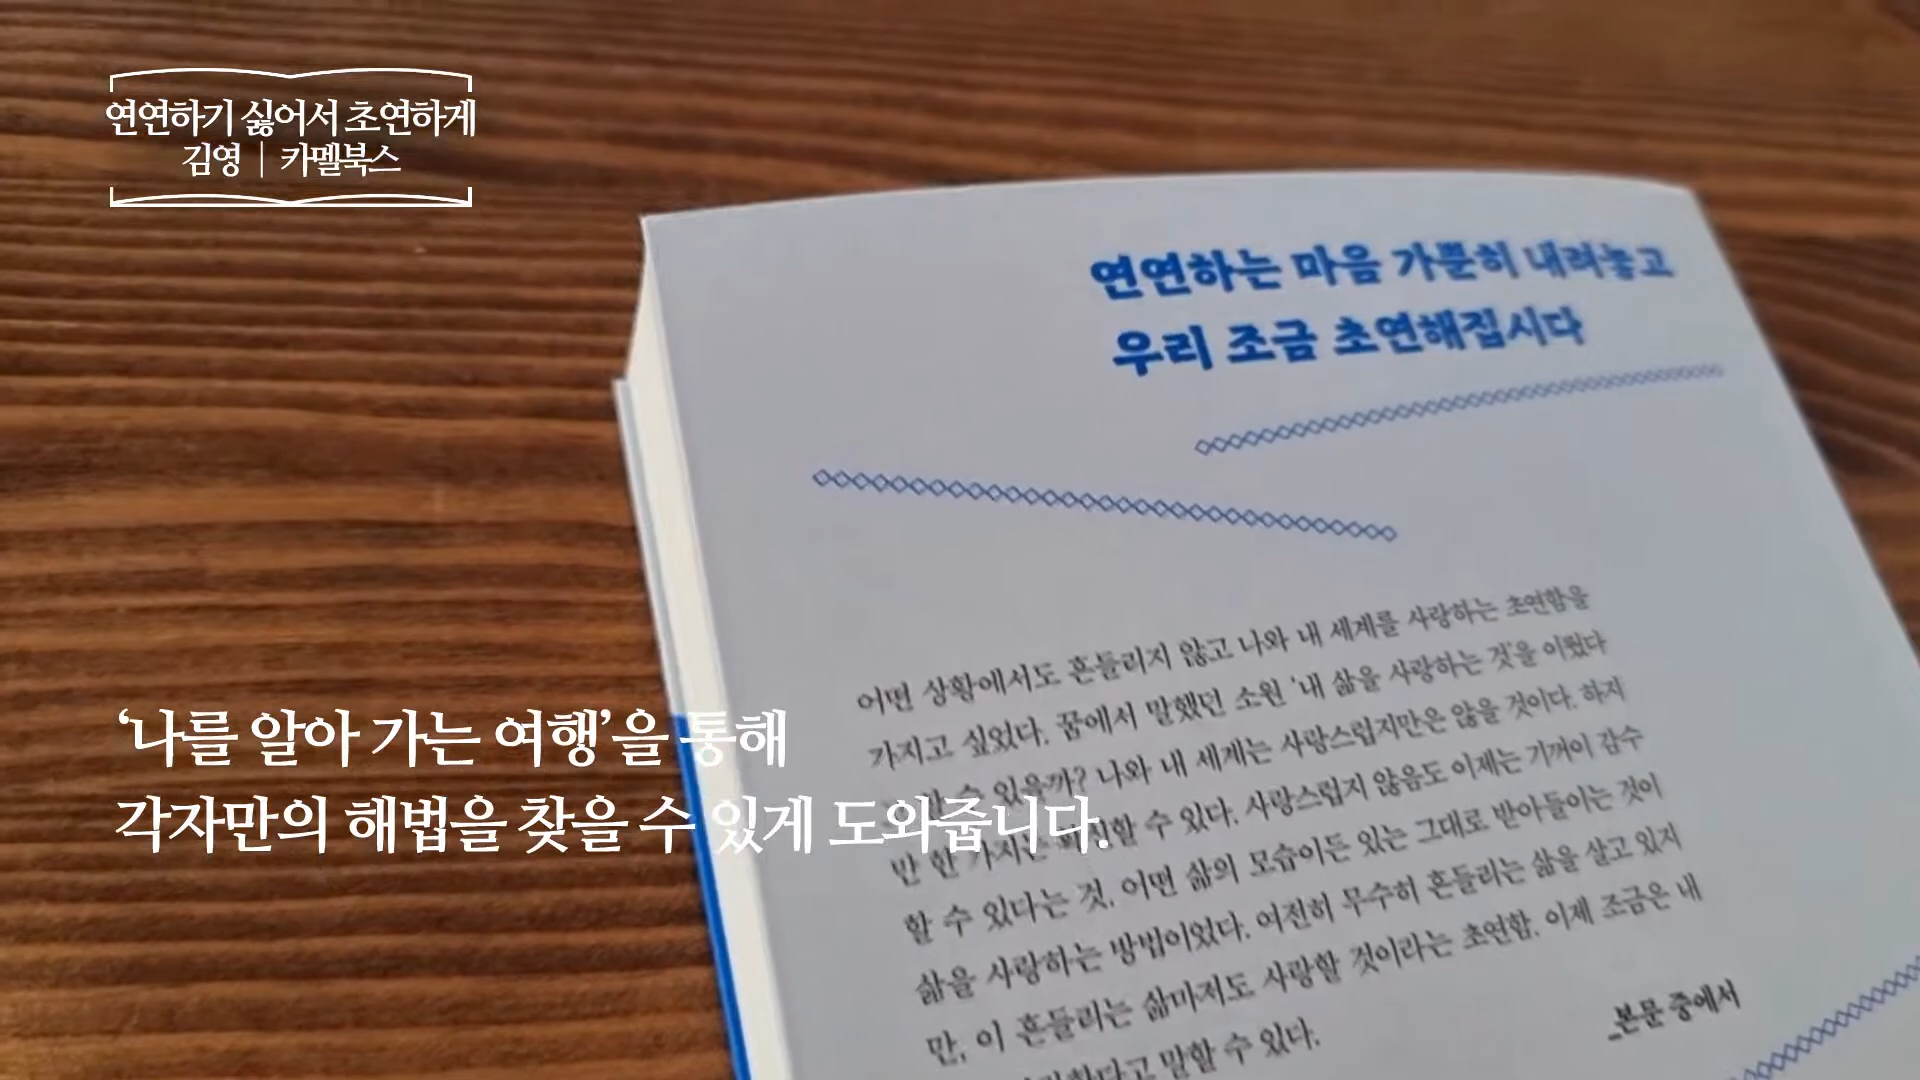 연연하기 싫어서 초연하게
김영 | 카멜북스
연연하는 마음 가뿐히 내려놓고
우리 조금 초연해집시다
어떤 상황에서도 흔들리지 않고 나와 내 세계를 사랑하는 초연함을
가지고 싶었다. 꿈에서 말했던 소원 '내 삶을 사랑하는 것'을 이뤘다
수 있을까? 나와 내 세계는 사랑스럽지만은 않을 것이다. 하지
만 한 가지는 할 수 있다. 사랑스럽지 않음도 이제는 기꺼이 감수
할 수 있다는 것. 어떤 삶의 모습이든 있는 그대로 받아들이는 것이
삶을 사랑하는 방법이었다. 여전히 무수히 흔들리는 삶을 살고 있지
만, 이 흔들리는 삶마저도 사랑할 것이라는 초연함. 이제 조금은 내
말할 수 있다.
_본문 중에서
‘나를 알아 가는 여행’을 통해
각자만의 해법을 찾을 수 있게 도와줍니다.